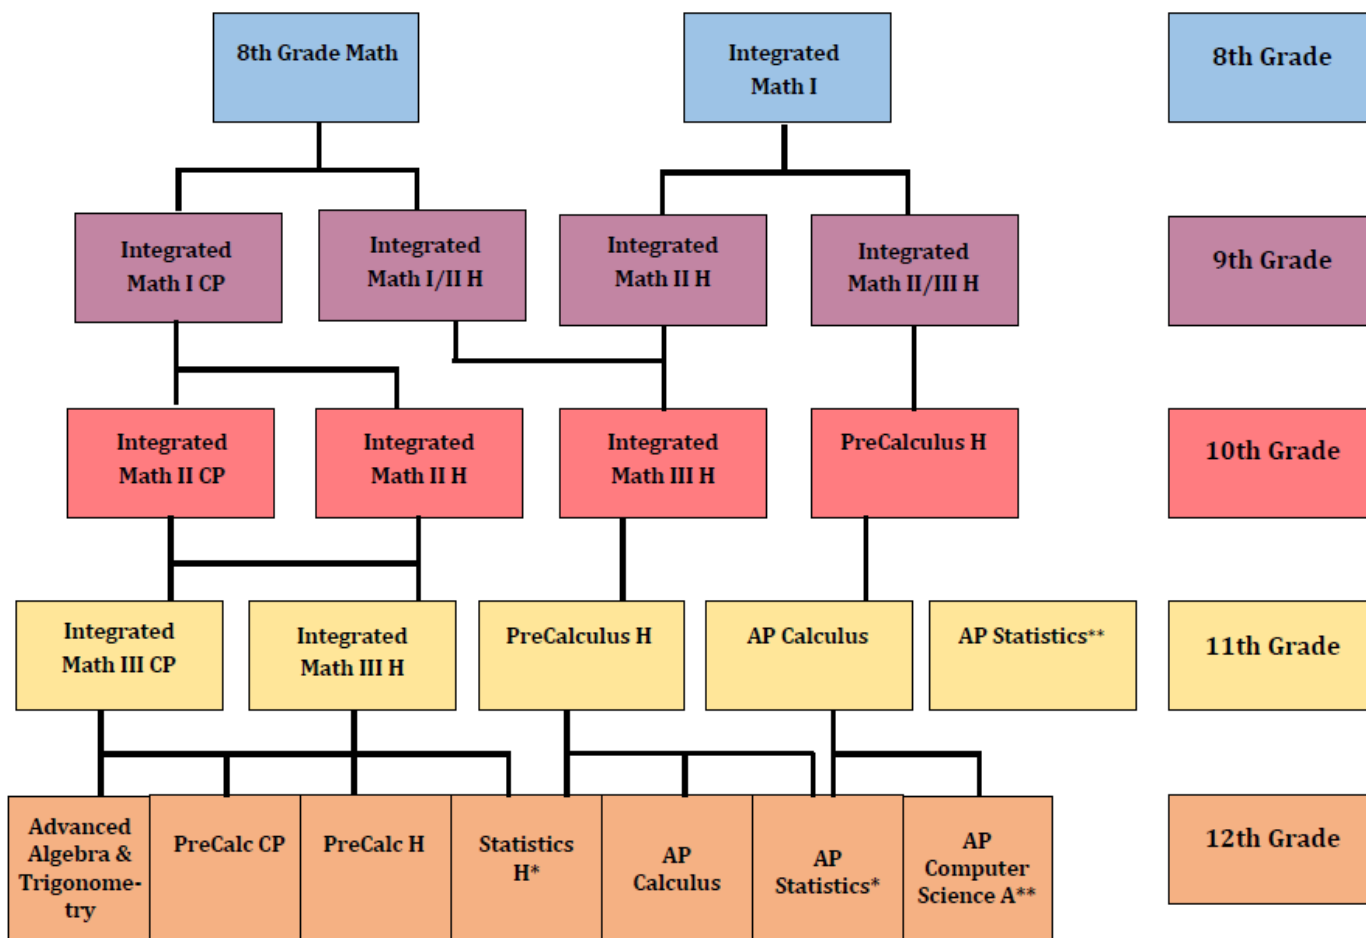 8th Grade Math
Integrated
Math I
8th Grade
Integrated
Math I CP
Integrated
Math I/II H
Integrated
Math II H
Integrated
Math II/III H
9th Grade
Integrated
Math II CP
Integrated
Math II H
Integrated
Math III H
PreCalculus H
10th Grade
Integrated
Math III CP
Integrated
Math III H
PreCalculus H
AP Calculus
AP Statistics**
11th Grade
Advanced
Algebra &
Trigonome-
try
PreCalc CP
PreCalc H
Statistics
H*
AP
Calculus
AP
Statistics*
AP
Computer
Science A**
12th Grade